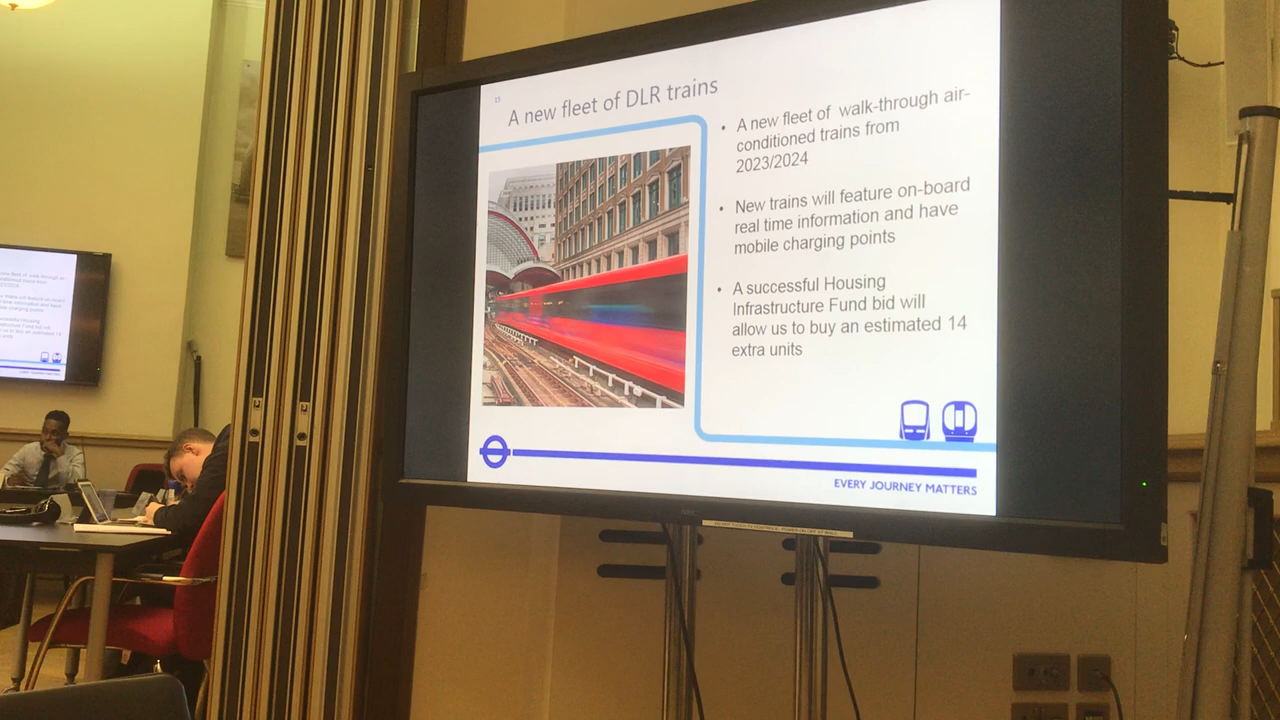 15
A new fleet of DLR trains
• A new fleet of walk-through air-
conditioned trains from
2023/2024
• New trains will feature on-board
real time information and have
mobile charging points
• A successful Housing
Infrastructure Fund bid will
allow us to buy an estimated 14
extra units
EVERY JOURNEY MATTERS
NEC